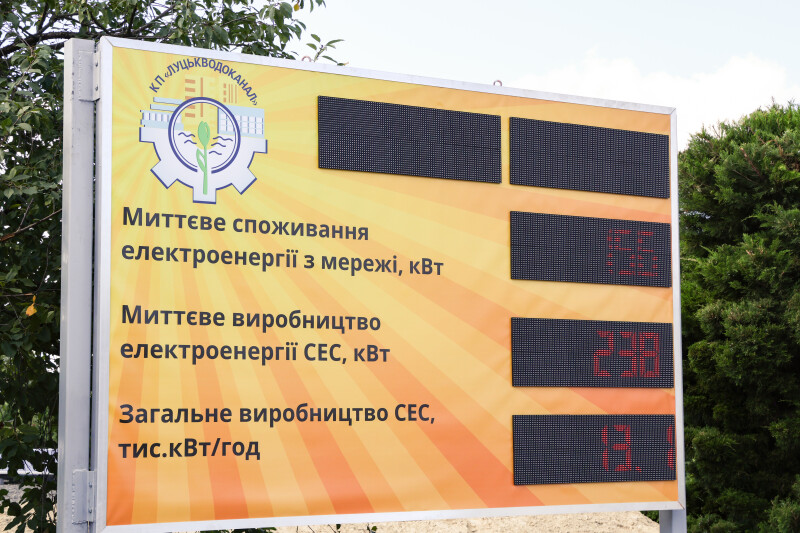 КП «ЛУЦЬКВОДОКАНАЛ»
Миттєве споживання
електроенергії з мережі, кВт
Миттєве виробництво
електроенергії СЕС, кВт
238
Загальне виробництво СЕС,
тис.кВт/год